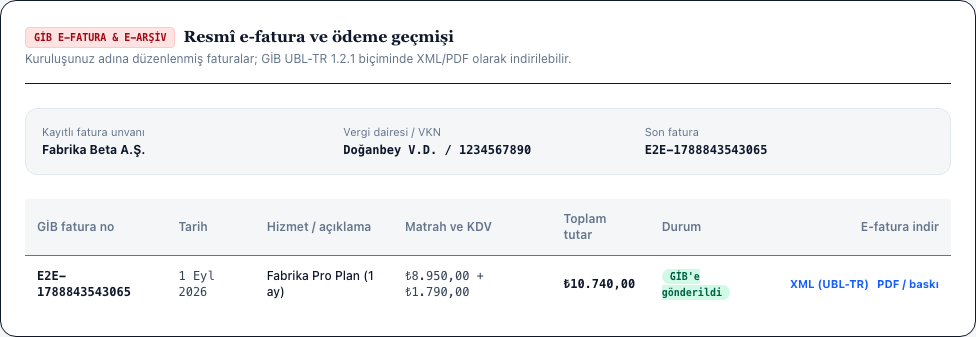 GİB E-FATURA & E-ARŞİV Resmî e-fatura ve ödeme geçmişi
Kuruluşunuz adına düzenlenmiş faturalar; GİB UBL-TR 1.2.1 biçiminde XML/PDF olarak indirilebilir.
Kayıtlı fatura unvanı
Fabrika Beta A.Ş.
Vergi dairesi / VKN
Doğanbey V.D. / 1234567890
Son fatura
E2E-1788843543065
GİB fatura no
Tarih
Hizmet / açıklama
Matrah ve KDV
Toplam
tutar
Durum
E-fatura indir
E2E-
1788843543065
1 Eyl
2026
Fabrika Pro Plan (1
ay)
₺8.950,00 +
₺1.790,00
₺10.740,00
GİB'e
gönderildi
XML (UBL-TR) PDF / baskı